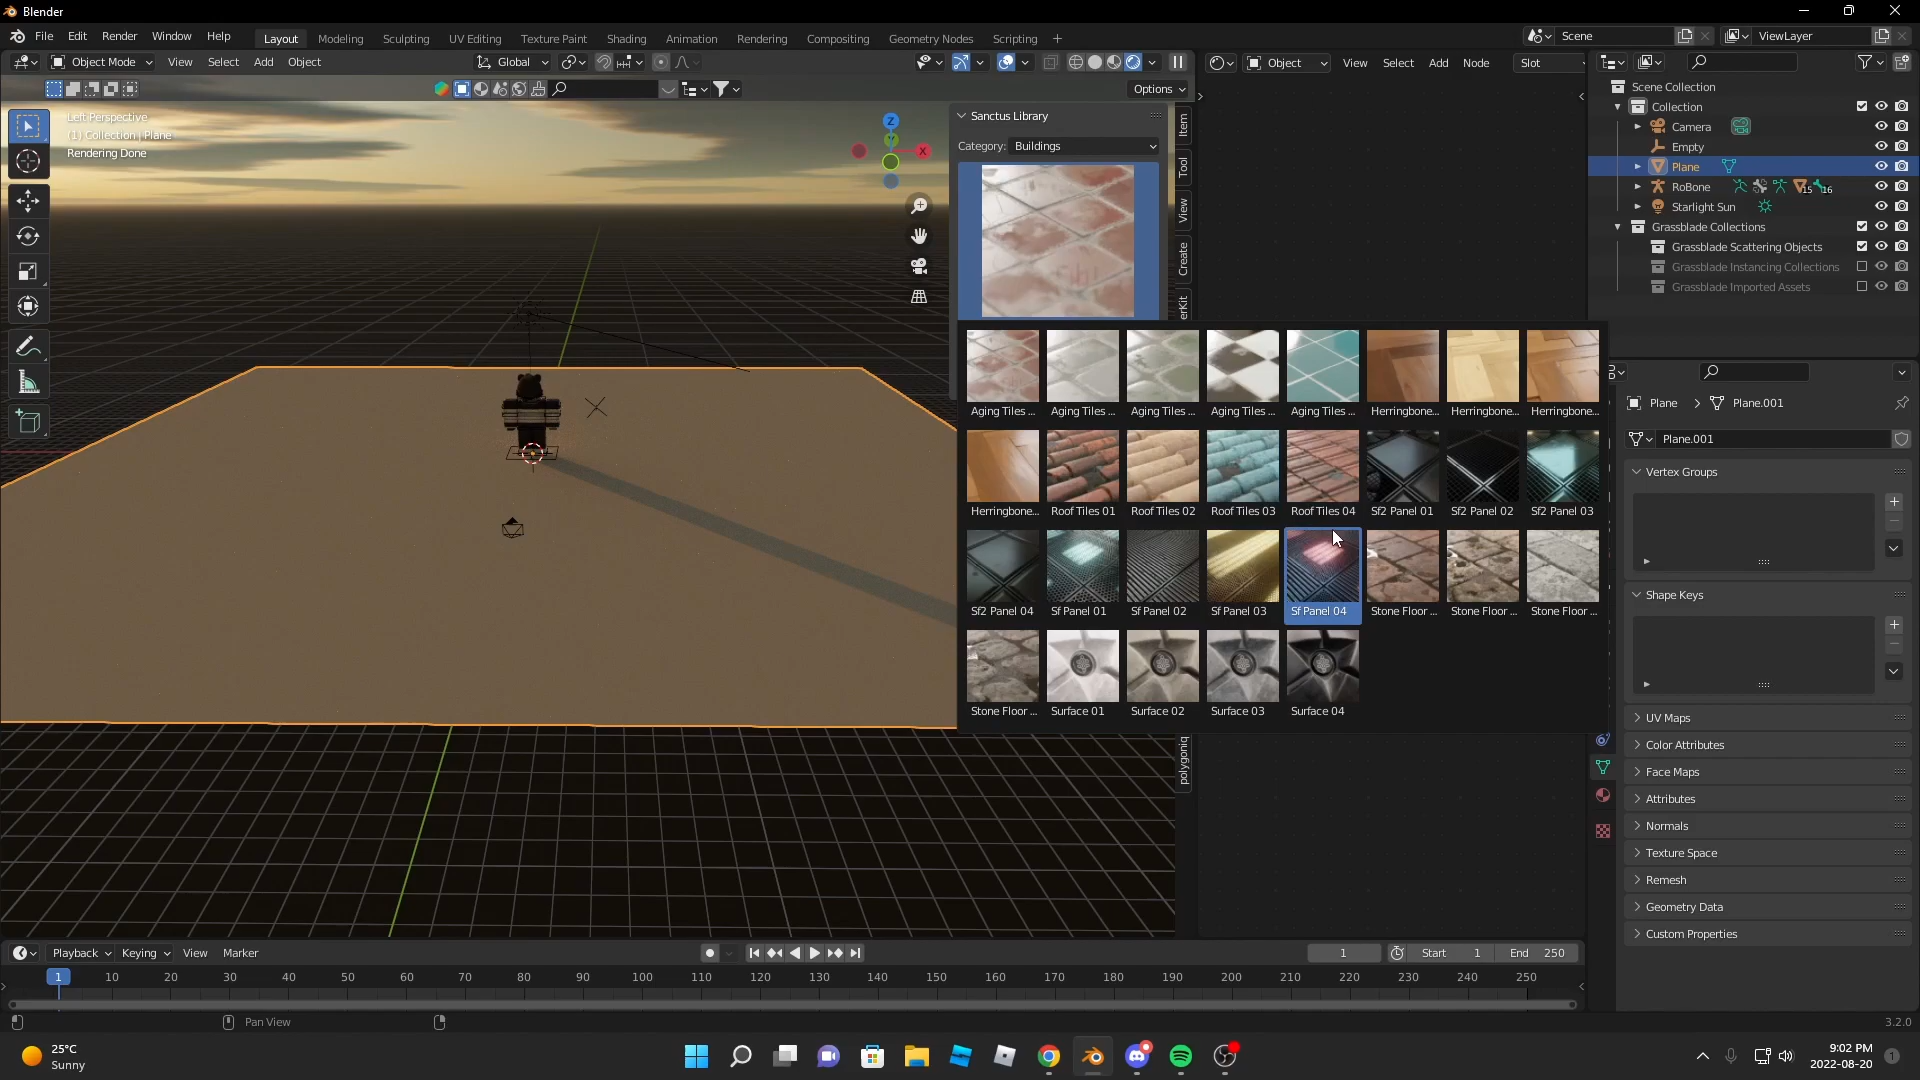 Blender
File Edit Render Window Help
Layout Modeling Sculpting UV Editing Texture Paint Shading Animation Rendering Compositing Geometry Nodes Scripting +
Scene
ViewLayer
Object Mode View Select Add Object
Global
Object View Select Add Node Slot
Options
Left Perspective
(1) Collection | Plane
Rendering Done
Z
Y
X
Sanctus Library
Category: Buildings
Item
Tool
View
Create
erKit
polygoniq
Aging Tiles ... Aging Tiles ... Aging Tiles ... Aging Tiles ... Aging Tiles ... Herringbone... Herringbone... Herringbone...
Herringbone... Roof Tiles 01 Roof Tiles 02 Roof Tiles 03 Roof Tiles 04 Sf2 Panel 01 Sf2 Panel 02 Sf2 Panel 03
Sf2 Panel 04 Sf Panel 01 Sf Panel 02 Sf Panel 03 Sf Panel 04 Stone Floor ... Stone Floor ... Stone Floor ...
Stone Floor ... Surface 01 Surface 02 Surface 03 Surface 04
Scene Collection
Collection
Camera
Empty
Plane
RoBone 15 16
Starlight Sun
Grassblade Collections
Grassblade Scattering Objects
Grassblade Instancing Collections
Grassblade Imported Assets
Plane > Plane.001
Plane.001
Vertex Groups
Shape Keys
UV Maps
Color Attributes
Face Maps
Attributes
Normals
Texture Space
Remesh
Geometry Data
Custom Properties
Playback Keying View Marker
1 Start 1 End 250
1 10 20 30 40 50 60 70 80 90 100 110 120 130 140 150 160 170 180 190 200 210 220 230 240 250
Pan View
3.2.0
25°C
Sunny
9:02 PM
2022-08-20
1